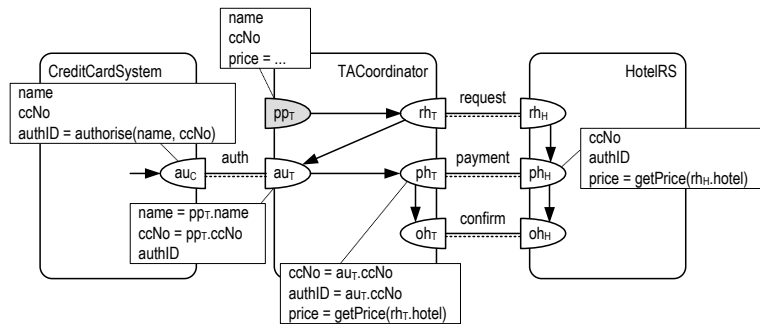 name
ccNo
price = ...
CreditCardSystem
TACoordinator
HotelRS
name
ccNo
authID = authorise(name, ccNo)
ppT
rhT
request
rhH
ccNo
authID
price = getPrice(rhH.hotel)
auC
auth
auT
phT
payment
phH
name = ppT.name
ccNo = ppT.ccNo
authID
ohT
confirm
ohH
ccNo = auT.ccNo
authID = auT.ccNo
price = getPrice(rhT.hotel)